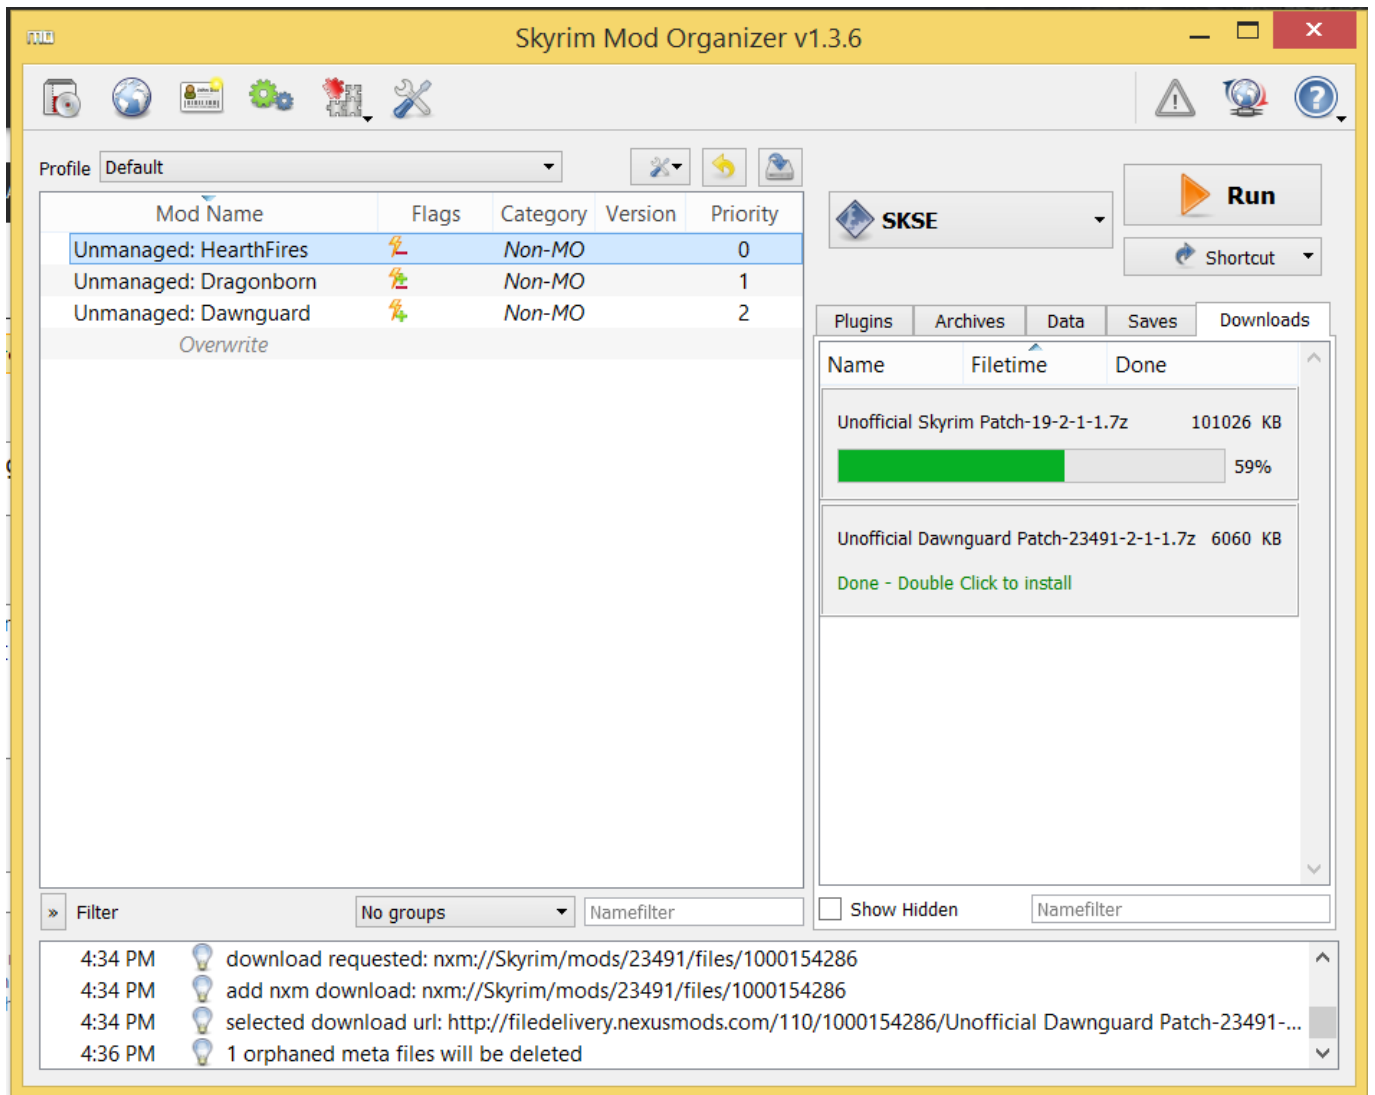 Skyrim Mod Organizer v1.3.6
Profile Default
Mod Name Flags Category Version Priority
Unmanaged: HearthFires Non-MO 0
Unmanaged: Dragonborn Non-MO 1
Unmanaged: Dawnguard Non-MO 2
Overwrite
SKSE
Run
Shortcut
Plugins Archives Data Saves Downloads
Name Filetime Done
Unofficial Skyrim Patch-19-2-1-1.7z 101026 KB
59%
Unofficial Dawnguard Patch-23491-2-1-1.7z 6060 KB
Done - Double Click to install
» Filter No groups Namefilter
Show Hidden Namefilter
4:34 PM download requested: nxm://Skyrim/mods/23491/files/1000154286
4:34 PM add nxm download: nxm://Skyrim/mods/23491/files/1000154286
4:34 PM selected download url: http://filedelivery.nexusmods.com/110/1000154286/Unofficial Dawnguard Patch-23491-...
4:36 PM 1 orphaned meta files will be deleted